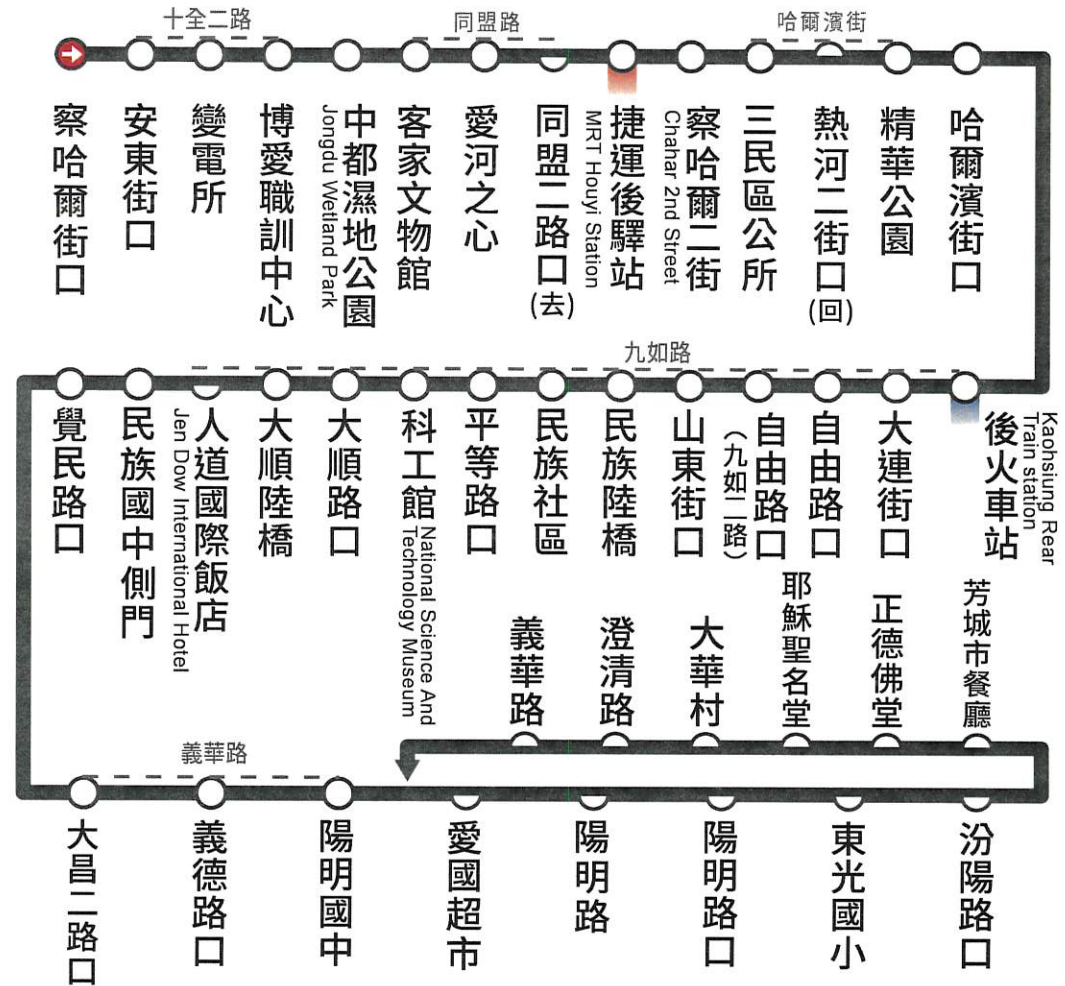 十全二路
同盟路
哈爾濱街
察哈爾街口
安東街口
變電所
博愛職訓中心
中都濕地公園
Jongdu Wetland Park
客家文物館
愛河之心
同盟二路口(去)
捷運後驛站
MRT Houyi Station
察哈爾二街
Chahar 2nd Street
三民區公所
熱河二街口(回)
精華公園
哈爾濱街口
九如路
覺民路口
民族國中側門
人道國際飯店
Jen Dow International Hotel
大順陸橋
大順路口
科工館
National Science And
Technology Museum
平等路口
民族社區
民族陸橋
山東街口
自由路口
(九如二路)
自由路口
大連街口
後火車站
Kaohsiung Rear
Train station
義華路
澄清路
大華村
耶穌聖名堂
正德佛堂
芳城市餐廳
義華路
大昌二路口
義德路口
陽明國中
愛國超市
陽明路
陽明路口
東光國小
汾陽路口